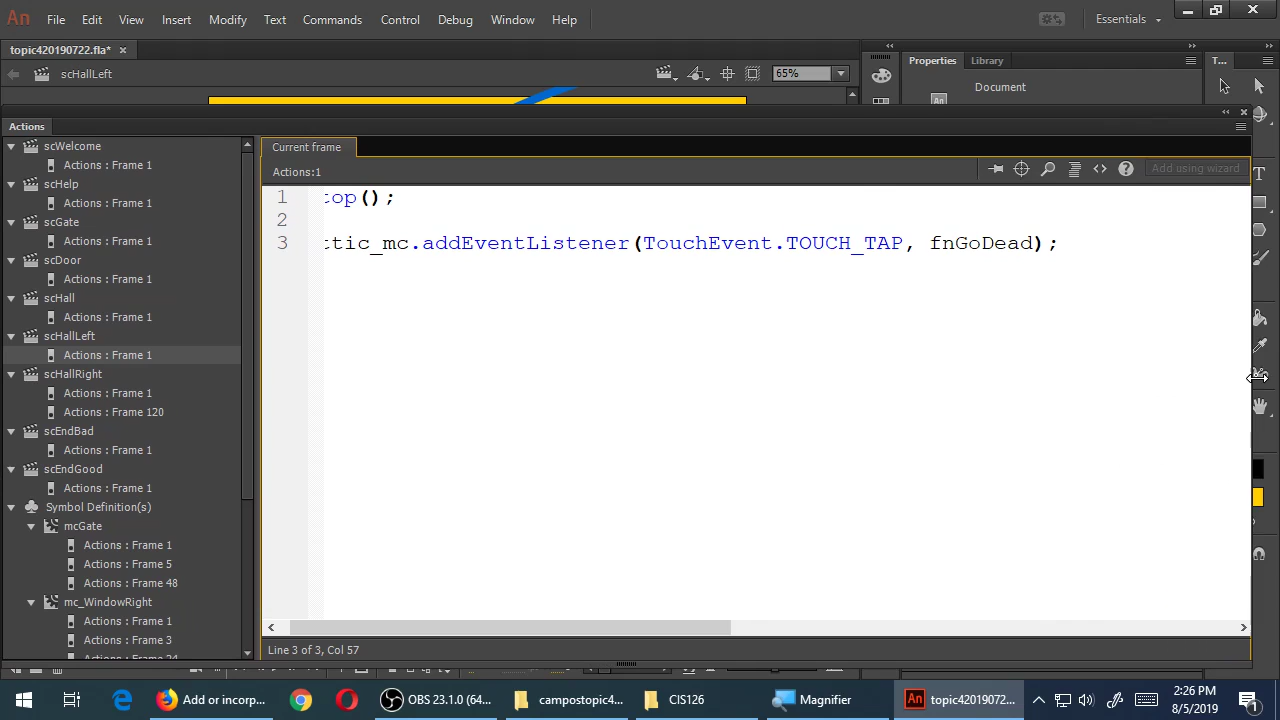 An File Edit View Insert Modify Text Commands Control Debug Window Help Essentials
topic420190722.fla* ×
scHallLeft 65%
Properties Library T...
Document
An
Actions
scWelcome
Actions : Frame 1
scHelp
Actions : Frame 1
scGate
Actions : Frame 1
scDoor
Actions : Frame 1
scHall
Actions : Frame 1
scHallLeft
Actions : Frame 1
scHallRight
Actions : Frame 1
Actions : Frame 120
scEndBad
Actions : Frame 1
scEndGood
Actions : Frame 1
Symbol Definition(s)
mcGate
Actions : Frame 1
Actions : Frame 5
Actions : Frame 48
mc_WindowRight
Actions : Frame 1
Actions : Frame 3
Current frame
Actions:1
Add using wizard
1 top();
2
3 ttic_mc.addEventListener(TouchEvent.TOUCH_TAP, fnGoDead);
Line 3 of 3, Col 57
Add or incorp...
OBS 23.1.0 (64...
campostopic4...
CIS126
Magnifier
An topic420190722...
2:26 PM
8/5/2019
1